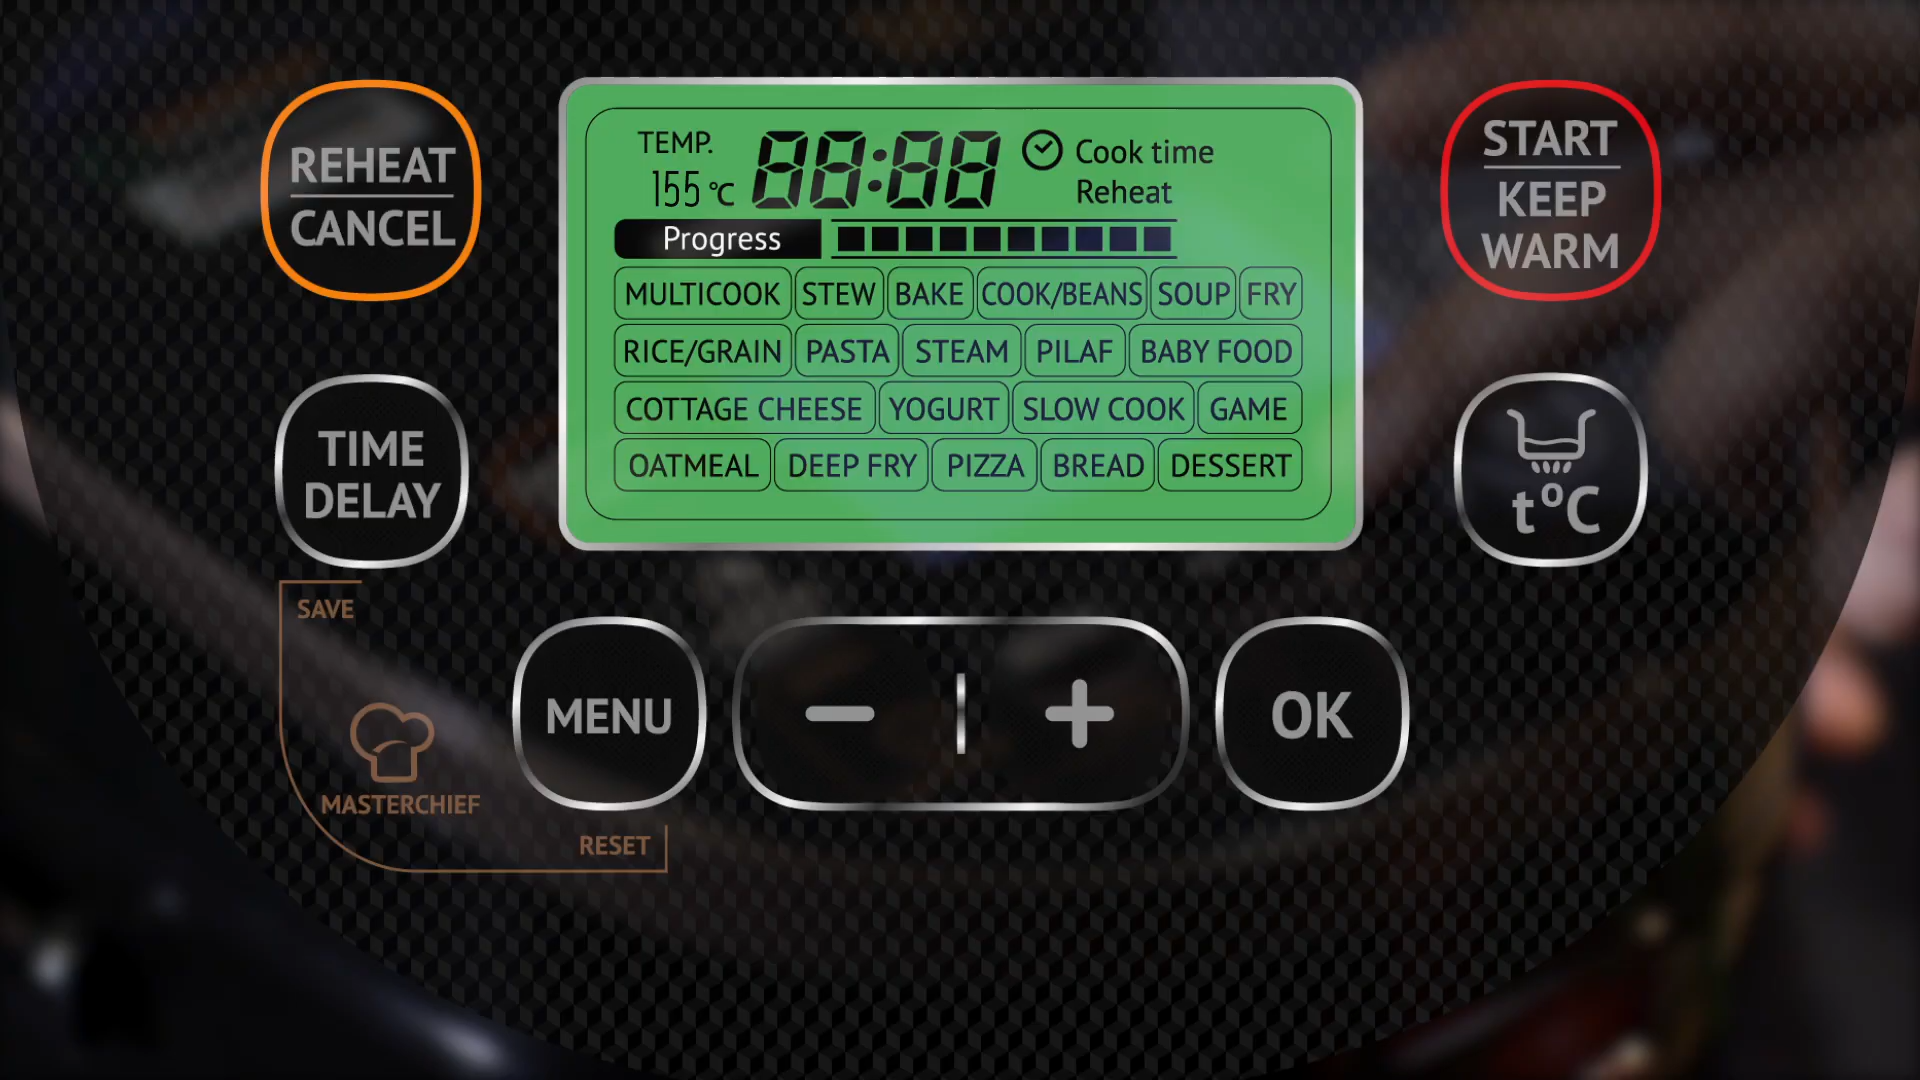 REHEAT
CANCEL
TEMP.
155 °C
88:88
Cook time
Reheat
Progress
START
KEEP
WARM
MULTICOOK STEW BAKE COOK/BEANS SOUP FRY
RICE/GRAIN PASTA STEAM PILAF BABY FOOD
COTTAGE CHEESE YOGURT SLOW COOK GAME
OATMEAL DEEP FRY PIZZA BREAD DESSERT
TIME
DELAY
t°C
SAVE
MASTERCHIEF
RESET
MENU
− +
OK